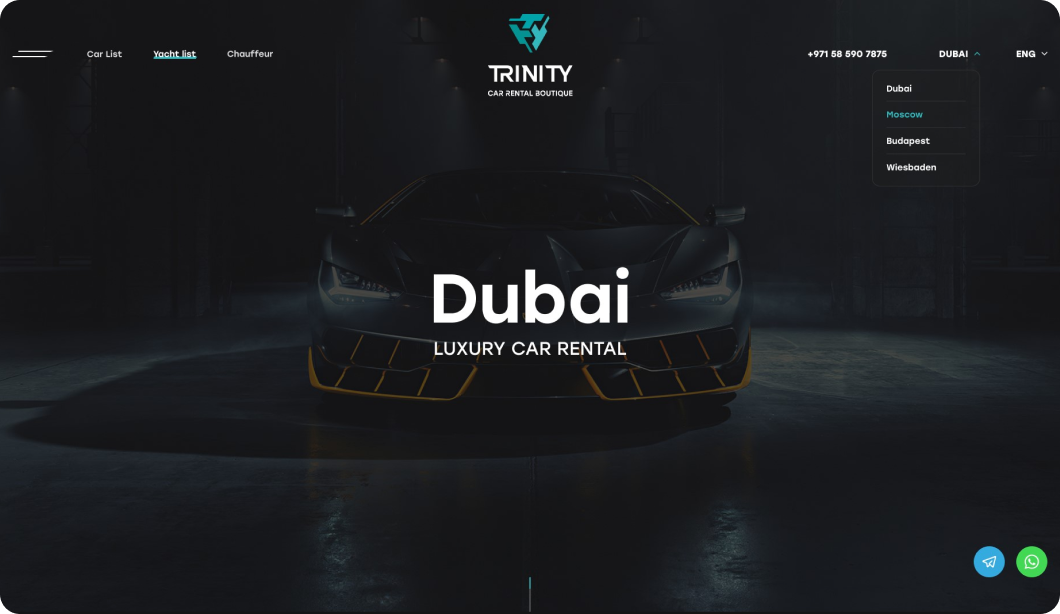 Car List
Yacht list
Chauffeur
TRINITY
CAR RENTAL BOUTIQUE
+971 58 590 7875
DUBAI
ENG
Dubai
Moscow
Budapest
Wiesbaden
Dubai
LUXURY CAR RENTAL